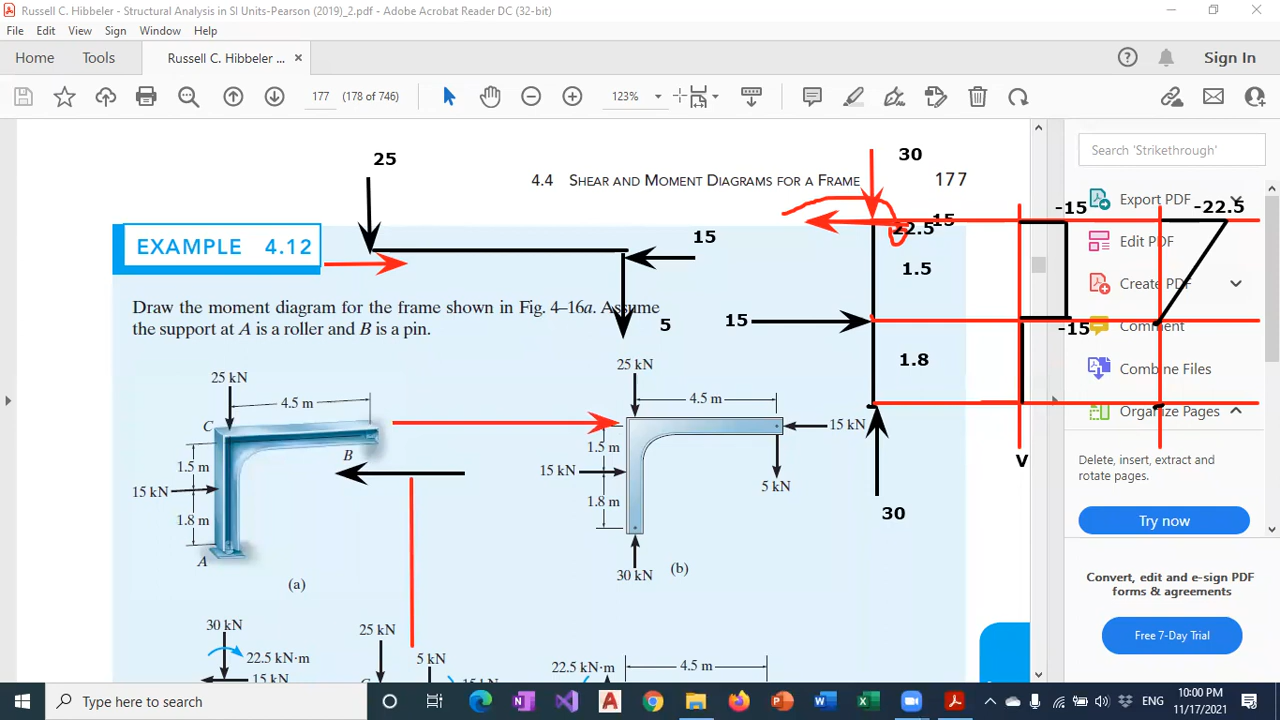 Russell C. Hibbeler - Structural Analysis in SI Units-Pearson (2019)_2.pdf - Adobe Acrobat Reader DC (32-bit)
File Edit View Sign Window Help
Home Tools Russell C. Hibbeler ... Sign In
177 (178 of 746) 123%
4.4 SHEAR AND MOMENT DIAGRAMS FOR A FRAME 177
EXAMPLE 4.12
Draw the moment diagram for the frame shown in Fig. 4–16a. Assume
the support at A is a roller and B is a pin.
25
15
5
30
15
22.5
1.5
15
1.8
30
-15
-22.5
-15
V
25 kN
4.5 m
C
B
1.5 m
15 kN
1.8 m
A
(a)
25 kN
4.5 m
1.5 m
15 kN
15 kN
5 kN
1.8 m
30 kN
(b)
30 kN
22.5 kN·m
15 kN
25 kN
5 kN
22.5 kN·m
4.5 m
Search 'Strikethrough'
Export PDF
Edit PDF
Create PDF
Comment
Combine Files
Organize Pages
Delete, insert, extract and
rotate pages.
Try now
Convert, edit and e-sign PDF
forms & agreements
Free 7-Day Trial
Type here to search
ENG
10:00 PM
11/17/2021